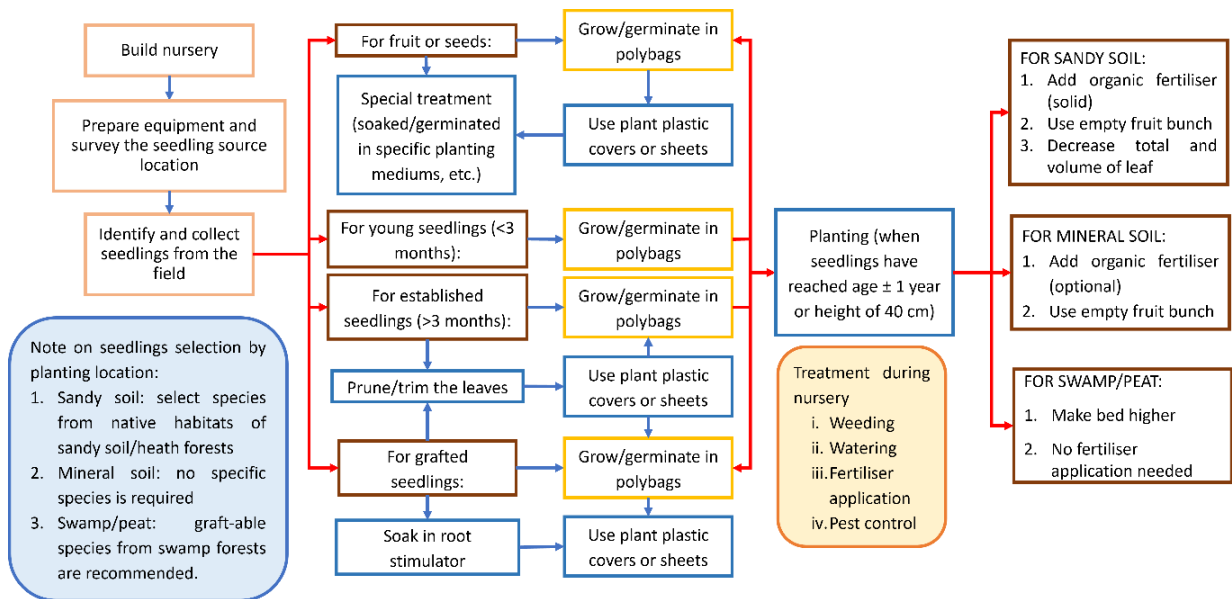 Build nursery
Prepare equipment and
survey the seedling source
location
Identify and collect
seedlings from the
field
Note on seedlings selection by
planting location:
1. Sandy soil: select species
from native habitats of
sandy soil/heath forests
2. Mineral soil: no specific
species is required
3. Swamp/peat: graft-able
species from swamp forests
are recommended.
For fruit or seeds:
Special treatment
(soaked/germinated
in specific planting
mediums, etc.)
For young seedlings (<3
months):
For established
seedlings (>3 months):
Prune/trim the leaves
For grafted
seedlings:
Soak in root
stimulator
Grow/germinate in
polybags
Use plant plastic
covers or sheets
Grow/germinate in
polybags
Grow/germinate in
polybags
Use plant plastic
covers or sheets
Grow/germinate in
polybags
Use plant plastic
covers or sheets
Planting (when
seedlings have
reached age ± 1 year
or height of 40 cm)
Treatment during
nursery
i. Weeding
ii. Watering
iii. Fertiliser
application
iv. Pest control
FOR SANDY SOIL:
1. Add organic fertiliser
(solid)
2. Use empty fruit bunch
3. Decrease total and
volume of leaf
FOR MINERAL SOIL:
1. Add organic fertiliser
(optional)
2. Use empty fruit bunch
FOR SWAMP/PEAT:
1. Make bed higher
2. No fertiliser
application needed